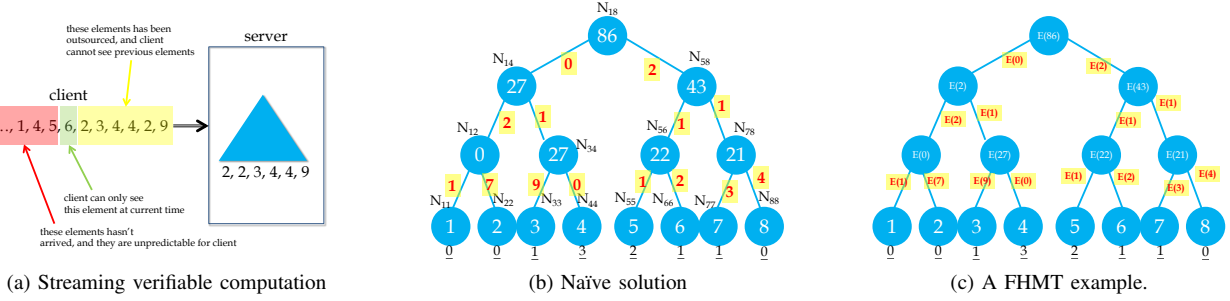 these elements has been
outsourced, and client
cannot see previous elements
client
..., 1, 4, 5, 6, 2, 3, 4, 4, 2, 9
client can only see
this element at current time
these elements hasn't
arrived, and they are unpredictable for client
server
2, 2, 3, 4, 4, 9
(a) Streaming verifiable computation
N18
86
0 2
N14 N58
27 43
2 1 1 1
N12 N34 N56 N78
0 27 22 21
1 7 9 0 1 2 3 4
N11 N22 N33 N44 N55 N66 N77 N88
1 2 3 4 5 6 7 8
0 0 1 3 2 1 1 0
(b) Naïve solution
E(86)
E(0) E(2)
E(2) E(43)
E(2) E(1) E(1) E(1)
E(0) E(27) E(22) E(21)
E(1) E(7) E(9) E(0) E(1) E(2) E(3) E(4)
1 2 3 4 5 6 7 8
0 0 1 3 2 1 1 0
(c) A FHMT example.